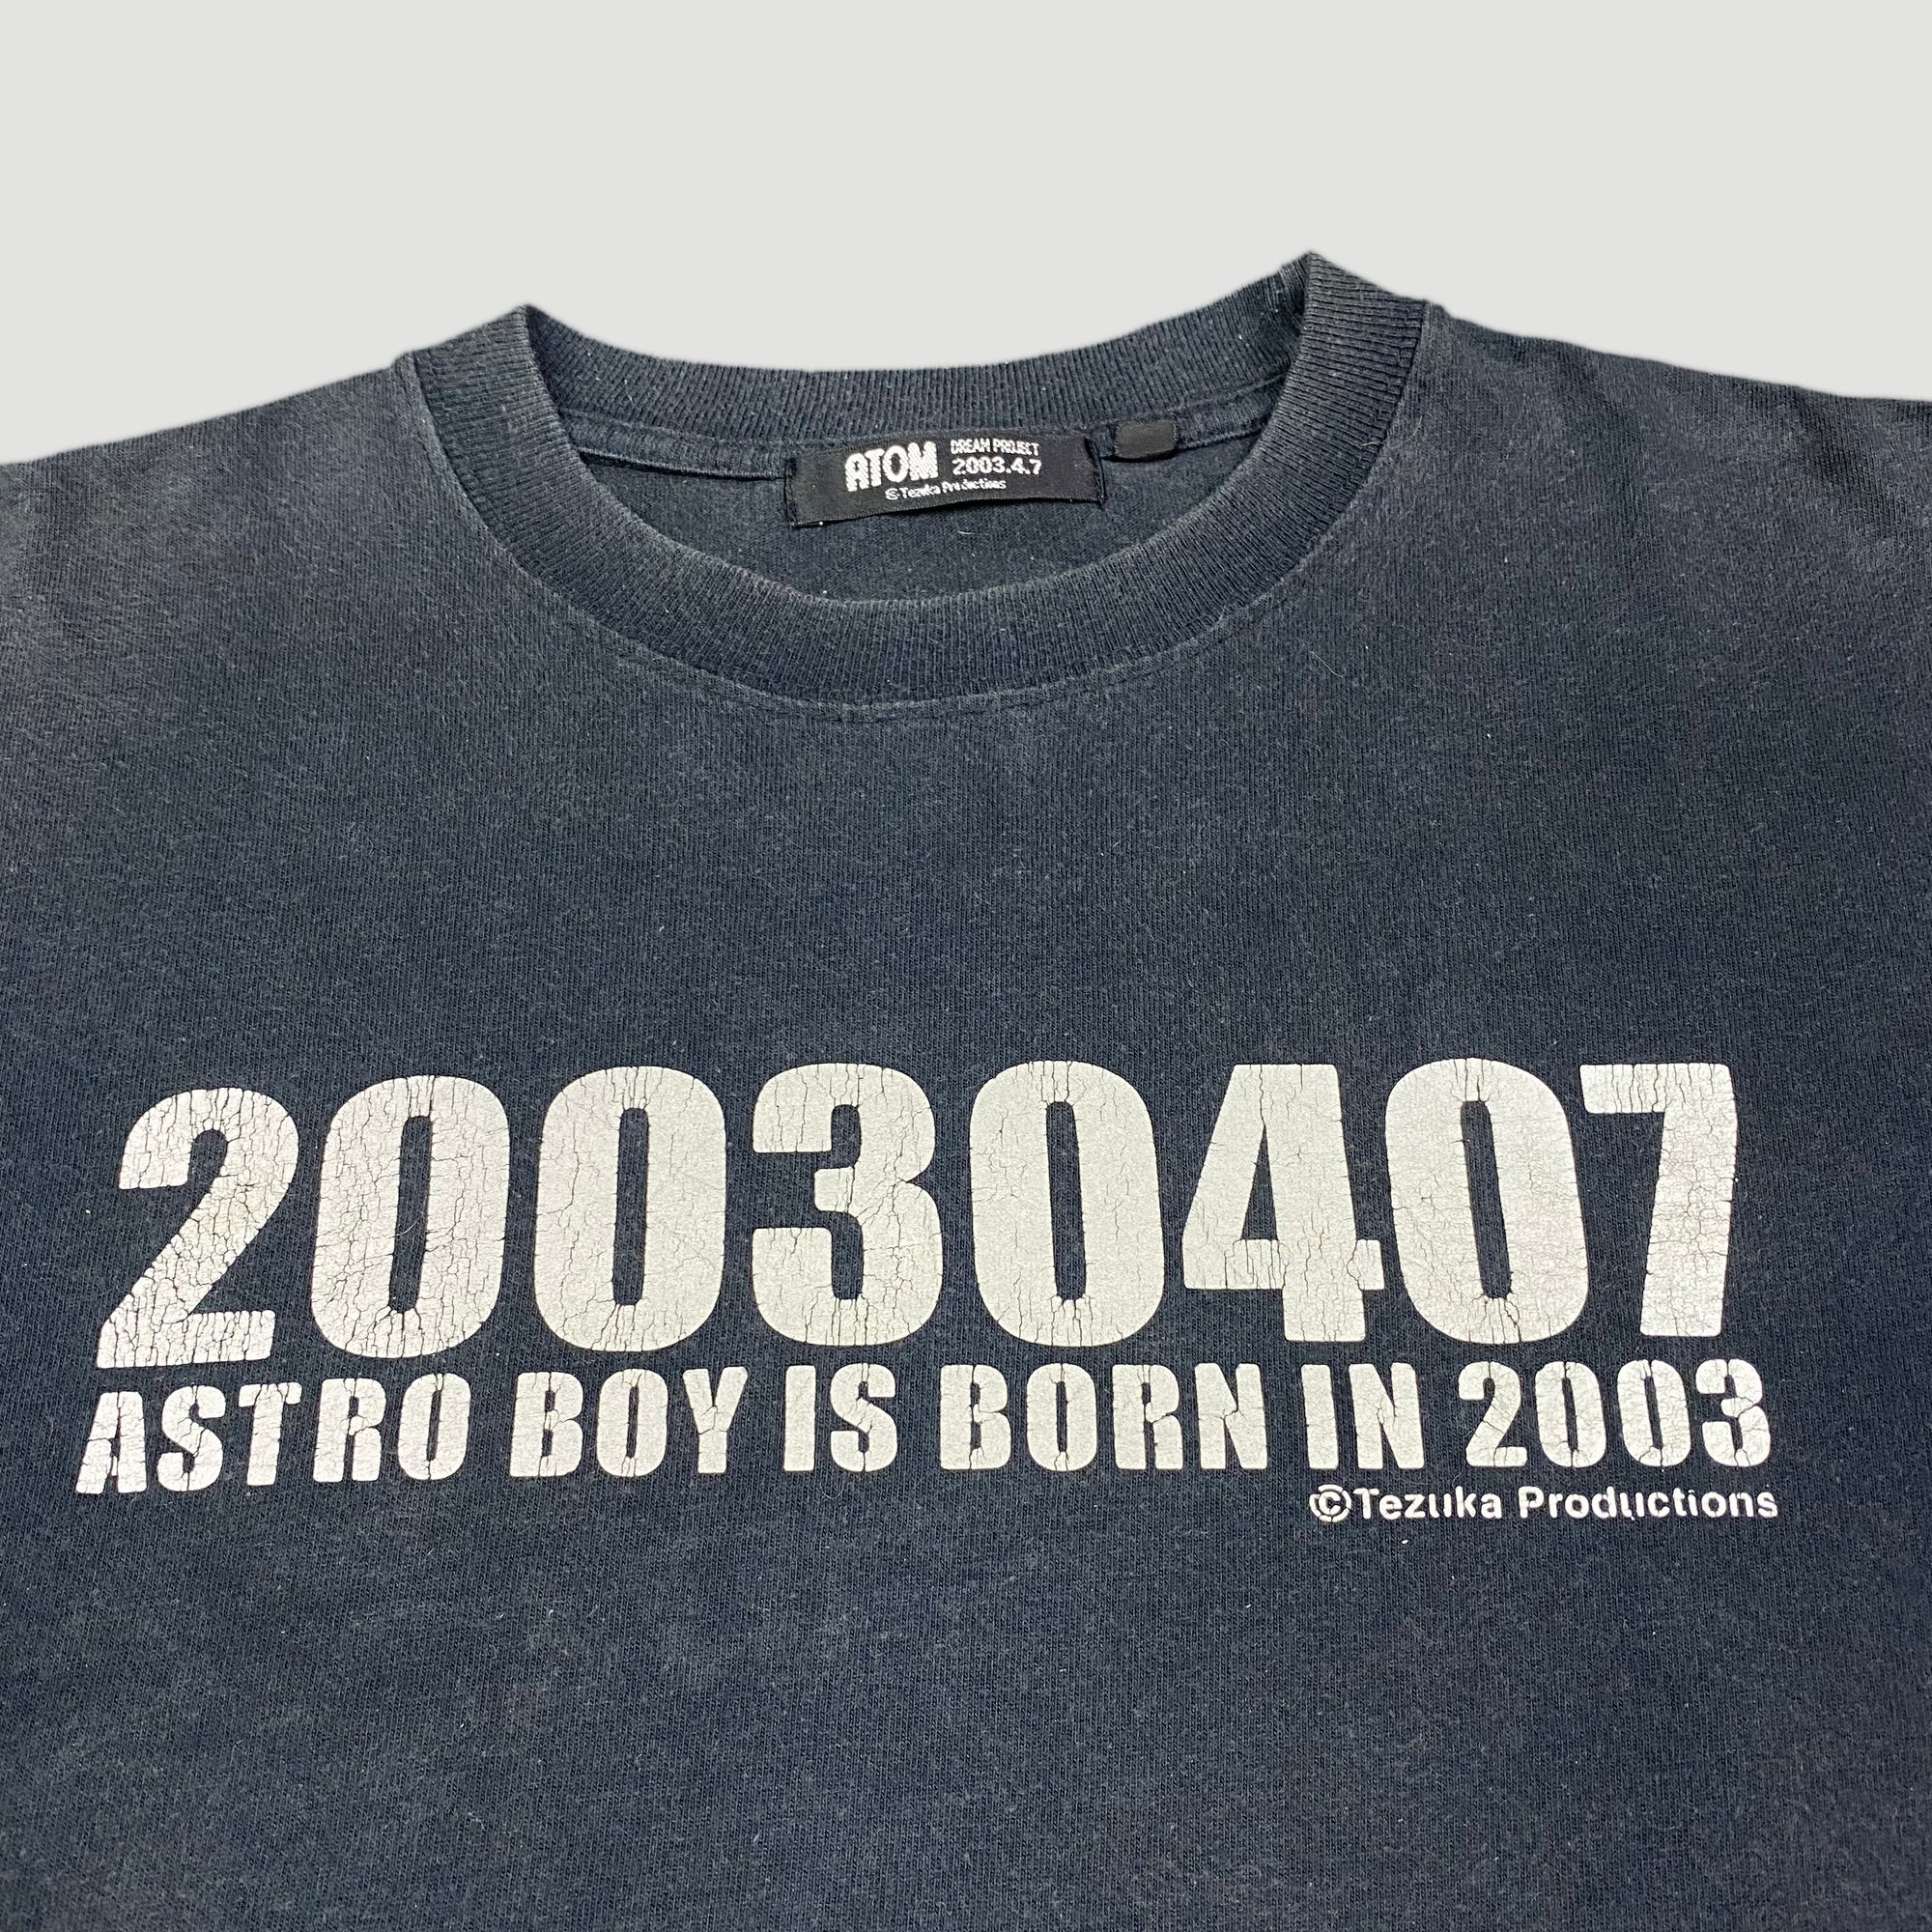 ATOM DREAM PROJECT
2003.4.7
©Tezuka Productions
20030407
ASTRO BOY IS BORN IN 2003
©Tezuka Productions